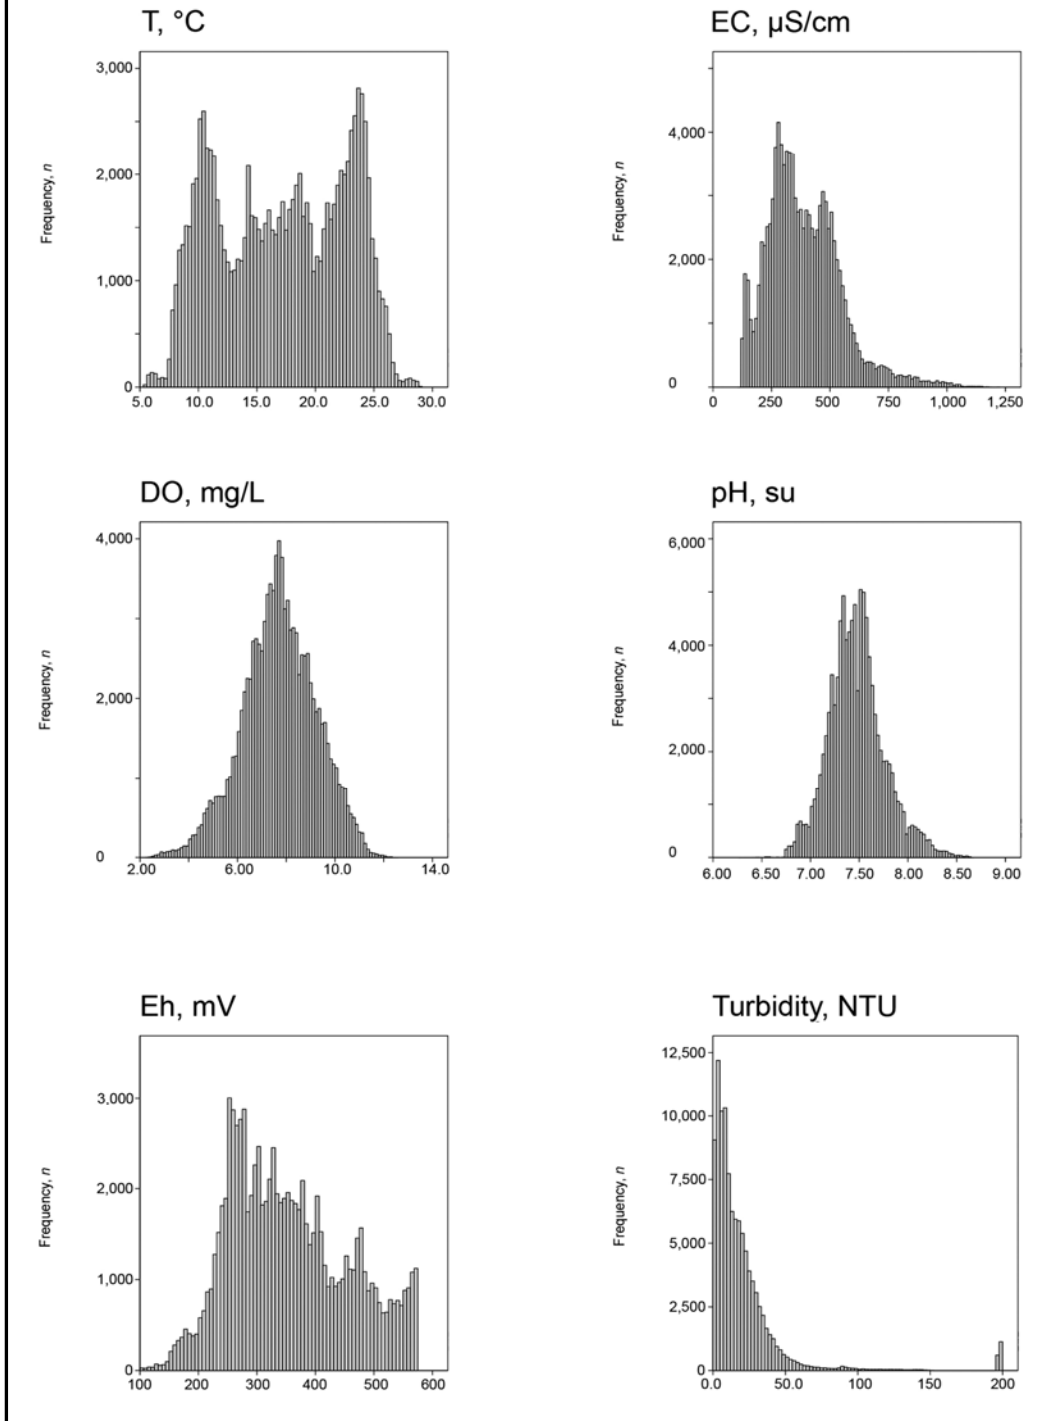 T, °C
EC, µS/cm
3,000
2,000
1,000
0
Frequency, n
5.0 10.0 15.0 20.0 25.0 30.0
4,000
2,000
0
Frequency, n
0 250 500 750 1,000 1,250
DO, mg/L
pH, su
4,000
2,000
0
Frequency, n
2.00 6.00 10.0 14.0
6,000
4,000
2,000
0
Frequency, n
6.00 6.50 7.00 7.50 8.00 8.50 9.00
Eh, mV
Turbidity, NTU
3,000
2,000
1,000
0
Frequency, n
100 200 300 400 500 600
12,500
10,000
7,500
5,000
2,500
0
Frequency, n
0.0 50.0 100 150 200